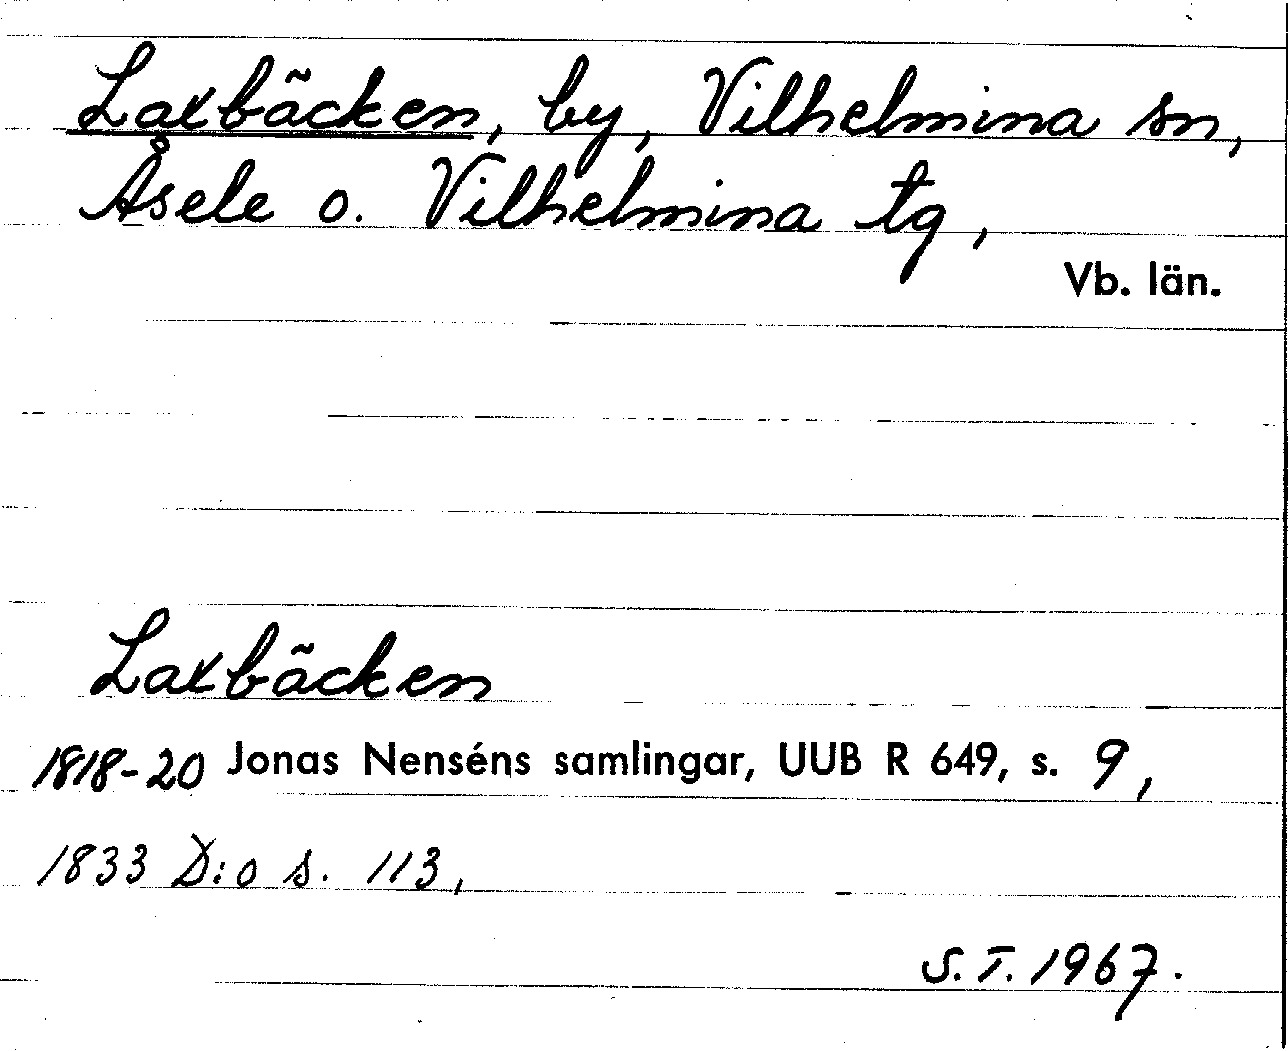 Laxbäcken, by, Vilhelmina sn,
Åsele o. Vilhelmina tg,
Vb. län.
Laxbäcken
1818-20 Jonas Nenséns samlingar, UUB R 649, s. 9,
1833 D:o s. 113,
S.T. 1967.